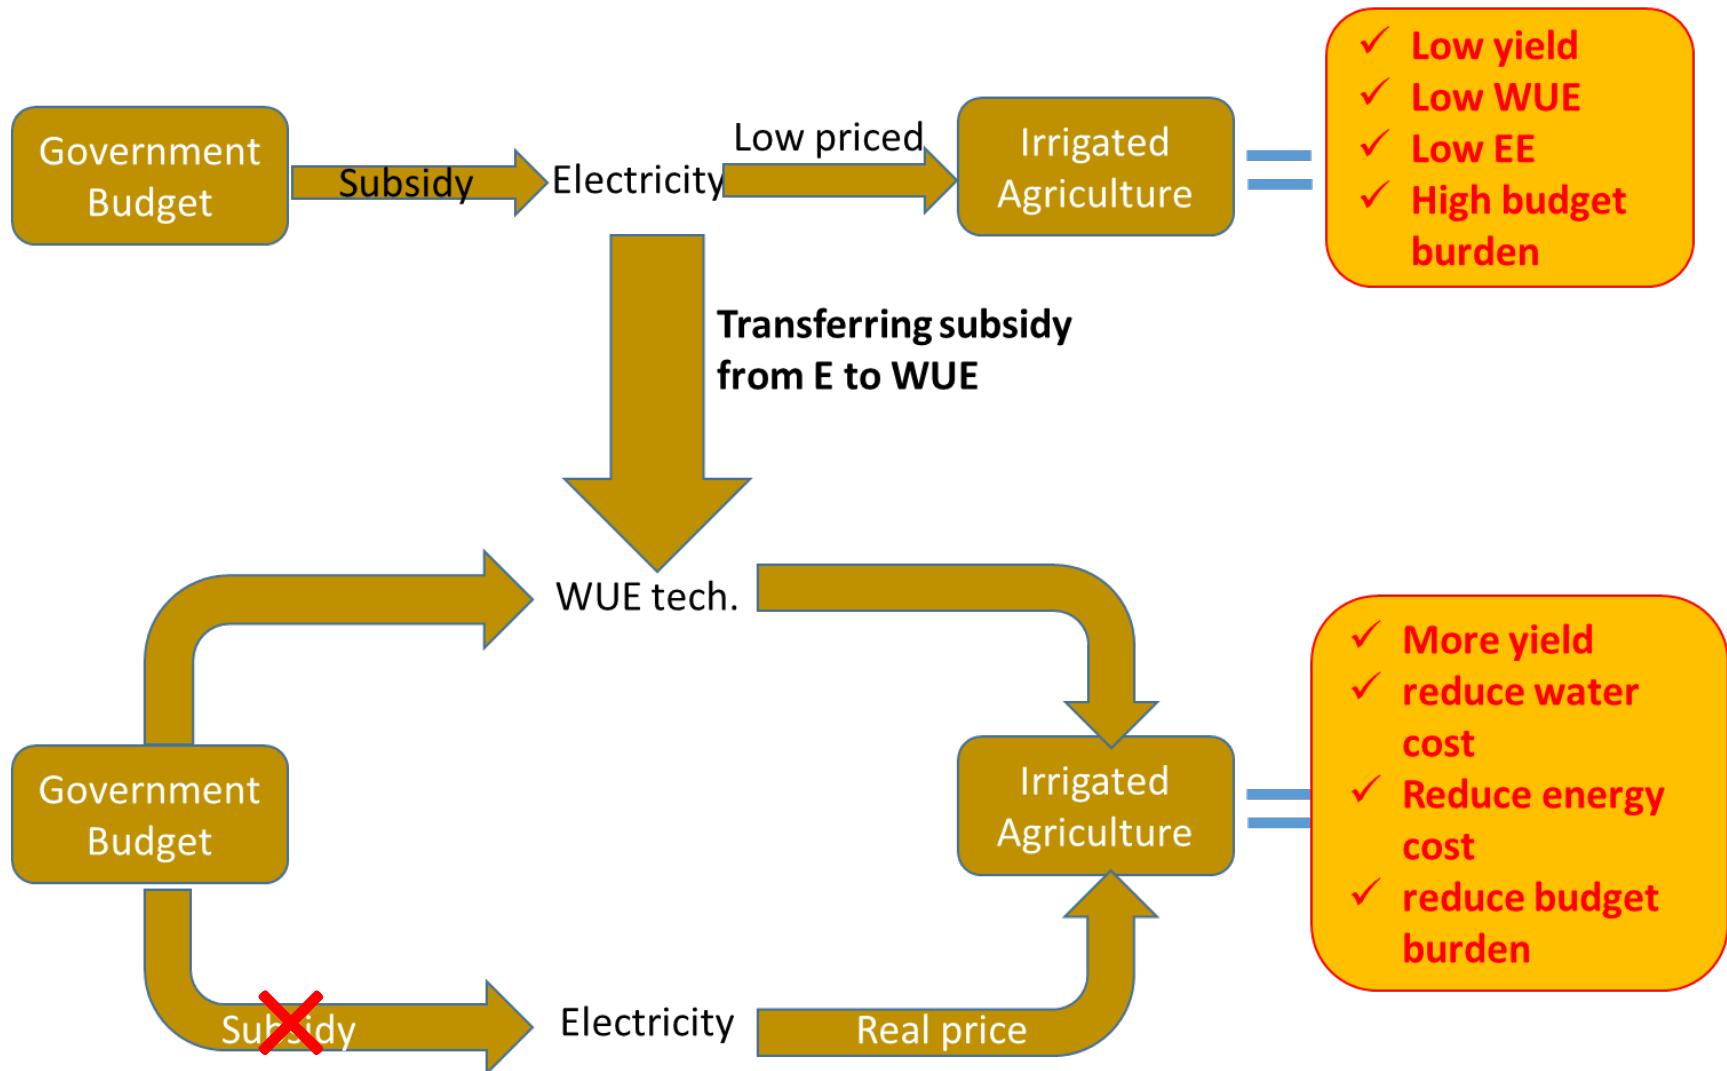 Government
Budget
Subsidy
Electricity
Low priced
Irrigated
Agriculture
✓ Low yield
✓ Low WUE
✓ Low EE
✓ High budget
burden
Transferring subsidy
from E to WUE
WUE tech.
Government
Budget
Subsidy
Electricity
Real price
Irrigated
Agriculture
✓ More yield
✓ reduce water
cost
✓ Reduce energy
cost
✓ reduce budget
burden